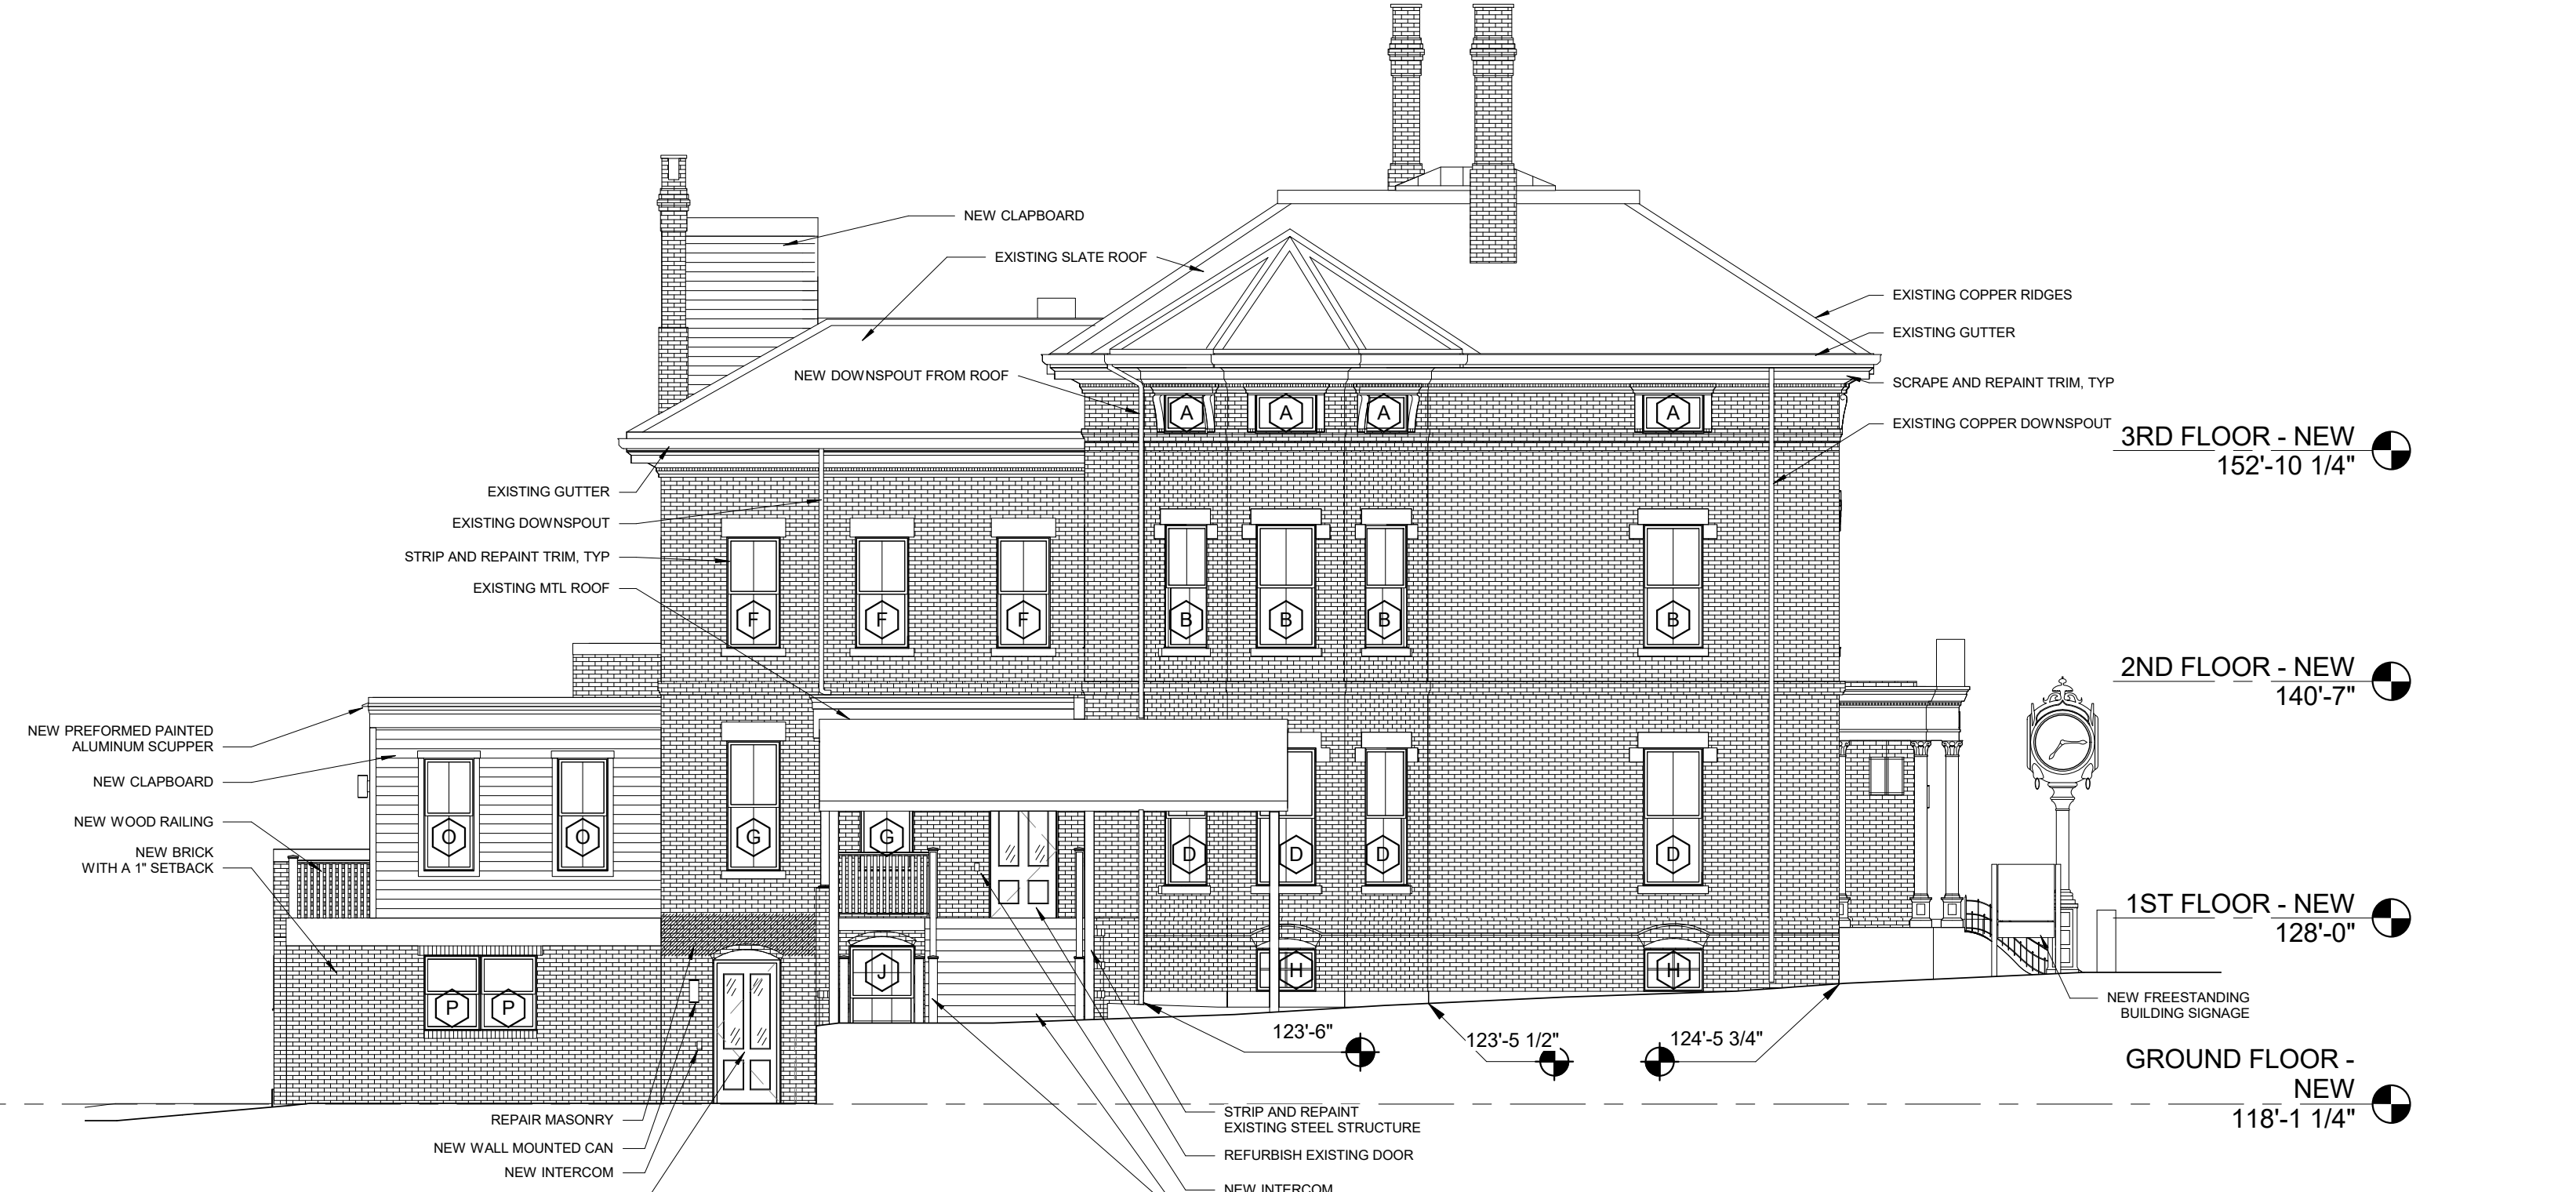 NEW CLAPBOARD
EXISTING SLATE ROOF
EXISTING COPPER RIDGES
EXISTING GUTTER
NEW DOWNSPOUT FROM ROOF
SCRAPE AND REPAINT TRIM, TYP
A A A A
EXISTING COPPER DOWNSPOUT
3RD FLOOR - NEW
152'-10 1/4"
EXISTING GUTTER
EXISTING DOWNSPOUT
STRIP AND REPAINT TRIM, TYP
EXISTING MTL ROOF
F F F B B B B
2ND FLOOR - NEW
140'-7"
NEW PREFORMED PAINTED
ALUMINUM SCUPPER
NEW CLAPBOARD
NEW WOOD RAILING
NEW BRICK
WITH A 1" SETBACK
O O G G D D D D
1ST FLOOR - NEW
128'-0"
J H H
P P
NEW FREESTANDING
BUILDING SIGNAGE
123'-6"
123'-5 1/2"
124'-5 3/4"
GROUND FLOOR -
NEW
118'-1 1/4"
REPAIR MASONRY
NEW WALL MOUNTED CAN
NEW INTERCOM
STRIP AND REPAINT
EXISTING STEEL STRUCTURE
REFURBISH EXISTING DOOR
NEW INTERCOM